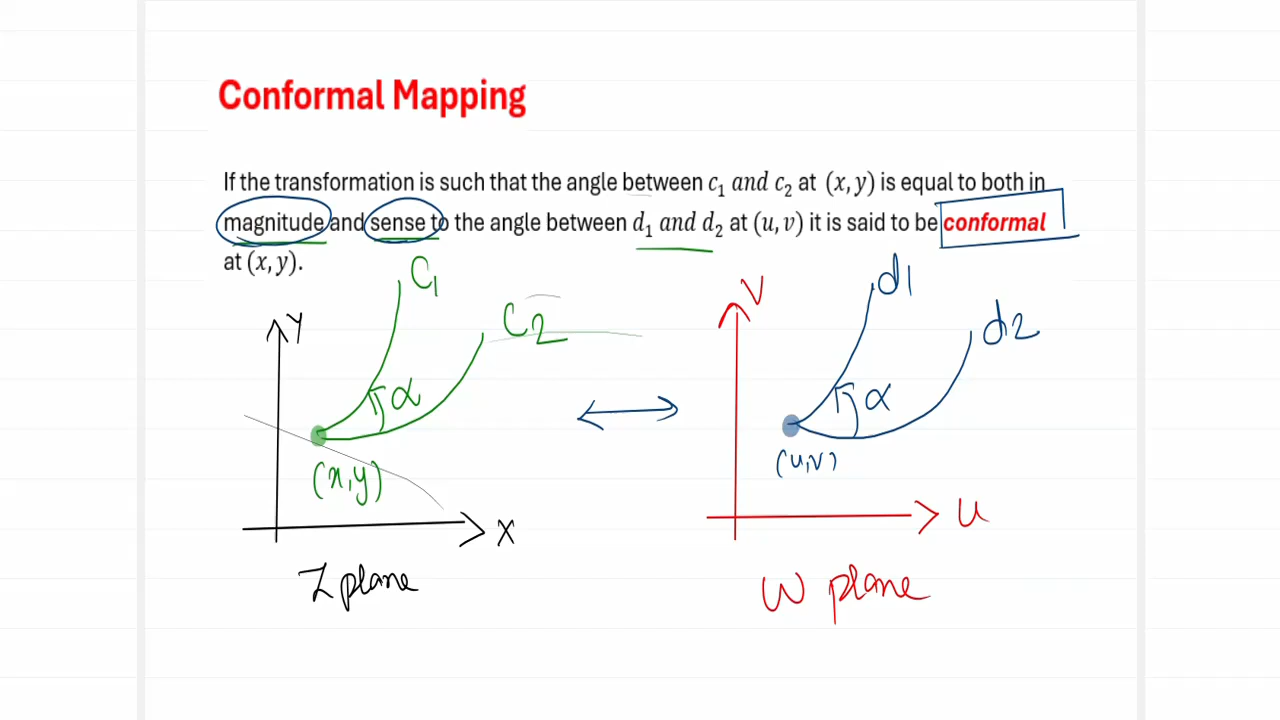 Conformal Mapping
If the transformation is such that the angle between c₁ and c₂ at (x, y) is equal to both in
magnitude and sense to the angle between d₁ and d₂ at (u, v) it is said to be conformal
at (x, y).
C1
C2
Y
α
(x,y)
X
Z plane
V
d1
d2
α
(u,v)
u
W plane